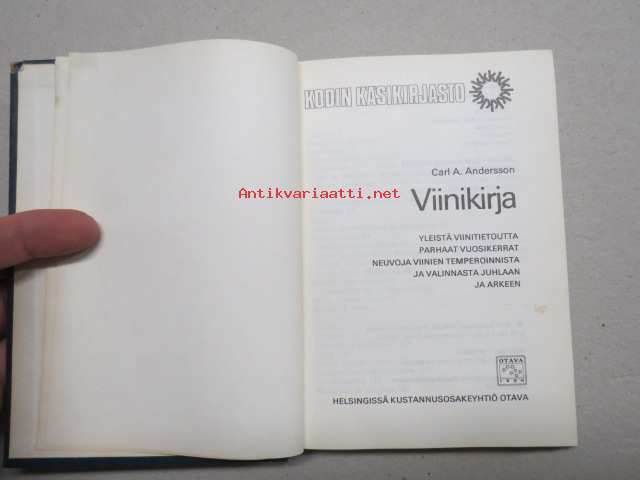 KODIN KÄSIKIRJASTO
Carl A. Andersson
Antikvariaatti.net
Viinikirja
YLEISTÄ VIINITIETOUTTA
PARHAAT VUOSIKERRAT
NEUVOJA VIINIEN TEMPEROINNISTA
JA VALINNASTA JUHLAAN
JA ARKEEN
OTAVA
1890
HELSINGISSÄ KUSTANNUSOSAKEYHTIÖ OTAVA